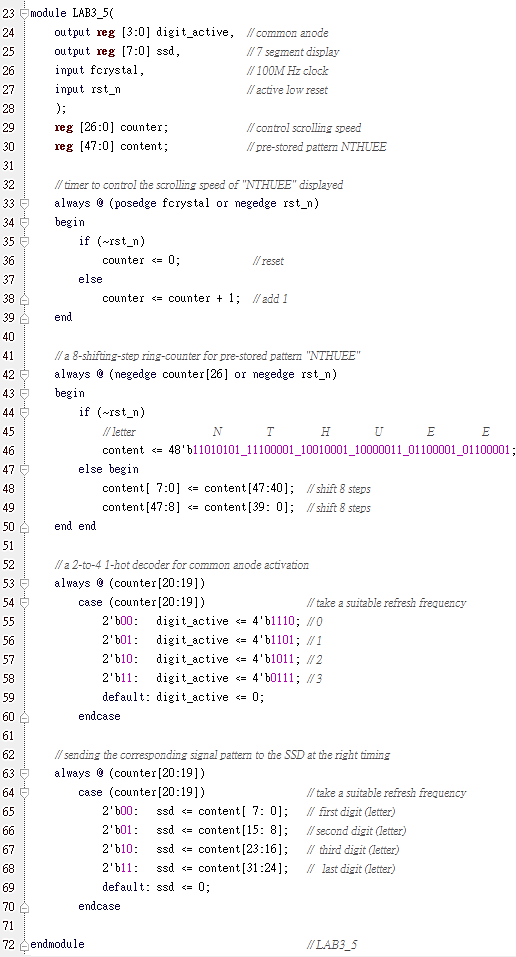 23 module LAB3_5(
24 output reg [3:0] digit_active, // common anode
25 output reg [7:0] ssd, // 7 segment display
26 input fcrystal, // 100M Hz clock
27 input rst_n // active low reset
28 );
29 reg [26:0] counter; // control scrolling speed
30 reg [47:0] content; // pre-stored pattern NTHUEE
31
32 // timer to control the scrolling speed of "NTHUEE" displayed
33 always @ (posedge fcrystal or negedge rst_n)
34 begin
35 if (~rst_n)
36 counter <= 0; // reset
37 else
38 counter <= counter + 1; // add 1
39 end
40
41 // a 8-shifting-step ring-counter for pre-stored pattern "NTHUEE"
42 always @ (negedge counter[26] or negedge rst_n)
43 begin
44 if (~rst_n)
45 // letter N T H U E E
46 content <= 48'b11010101_11100001_10010001_10000011_01100001_01100001;
47 else begin
48 content[ 7:0] <= content[47:40]; // shift 8 steps
49 content[47:8] <= content[39: 0]; // shift 8 steps
50 end end
51
52 // a 2-to-4 1-hot decoder for common anode activation
53 always @ (counter[20:19])
54 case (counter[20:19]) // take a suitable refresh frequency
55 2'b00: digit_active <= 4'b1110; // 0
56 2'b01: digit_active <= 4'b1101; // 1
57 2'b10: digit_active <= 4'b1011; // 2
58 2'b11: digit_active <= 4'b0111; // 3
59 default: digit_active <= 0;
60 endcase
61
62 // sending the corresponding signal pattern to the SSD at the right timing
63 always @ (counter[20:19])
64 case (counter[20:19]) // take a suitable refresh frequency
65 2'b00: ssd <= content[ 7: 0]; // first digit (letter)
66 2'b01: ssd <= content[15: 8]; // second digit (letter)
67 2'b10: ssd <= content[23:16]; // third digit (letter)
68 2'b11: ssd <= content[31:24]; // last digit (letter)
69 default: ssd <= 0;
70 endcase
71
72 endmodule // LAB3_5